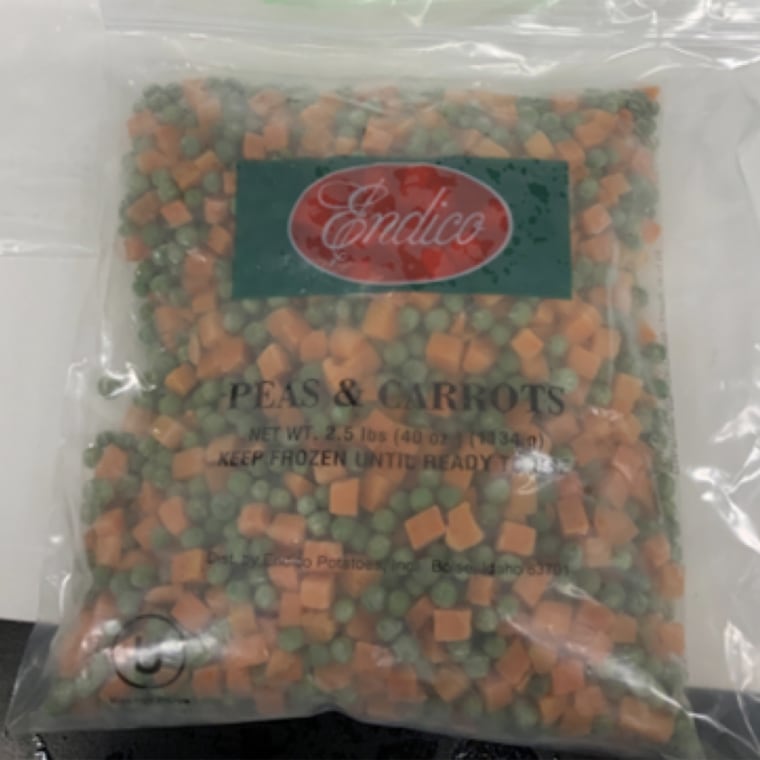 Endico
PEAS & CARROTS
NET WT. 2.5 lbs (40 oz.) (1134 g)
KEEP FROZEN UNTIL READY TO
Dist. by Endico Potatoes, Inc. Boise, Idaho 83701
U